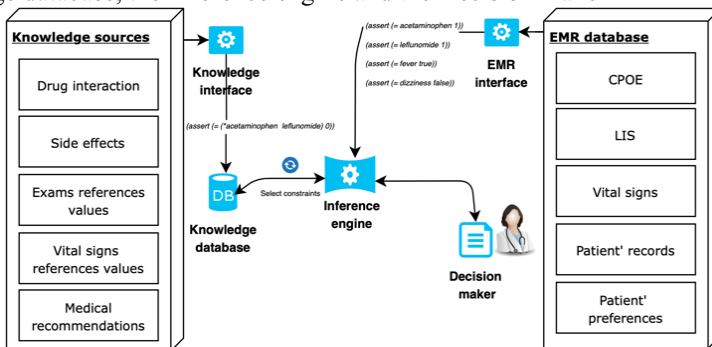 Knowledge sources
Drug interaction
Side effects
Exams references
values
Vital signs
references values
Medical
recommendations
Knowledge
interface
(assert (= (*acetaminophen leflunomide) 0))
DB
Knowledge
database
Select constraints
(assert (= acetaminophen 1))
(assert (= leflunomide 1))
(assert (= fever true))
(assert (= dizziness false))
Inference
engine
EMR
interface
Decision
maker
EMR database
CPOE
LIS
Vital signs
Patient' records
Patient'
preferences